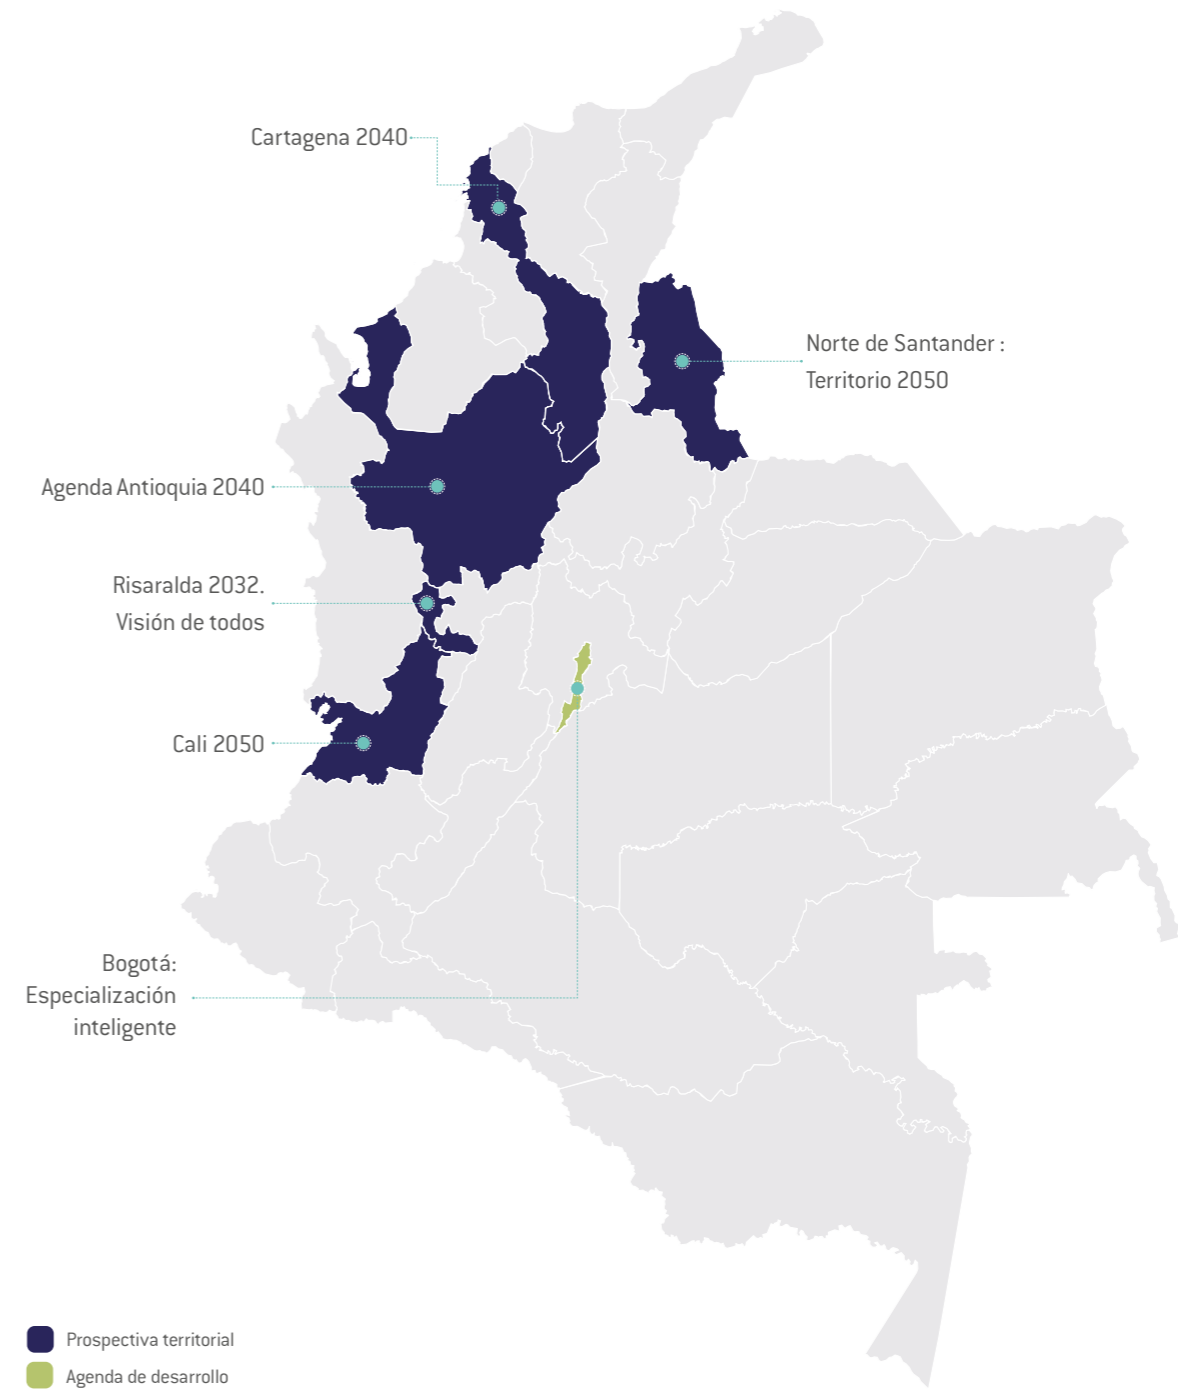 Cartagena 2040
Norte de Santander :
Territorio 2050
Agenda Antioquia 2040
Risaralda 2032.
Visión de todos
Cali 2050
Bogotá:
Especialización
inteligente
Prospectiva territorial
Agenda de desarrollo